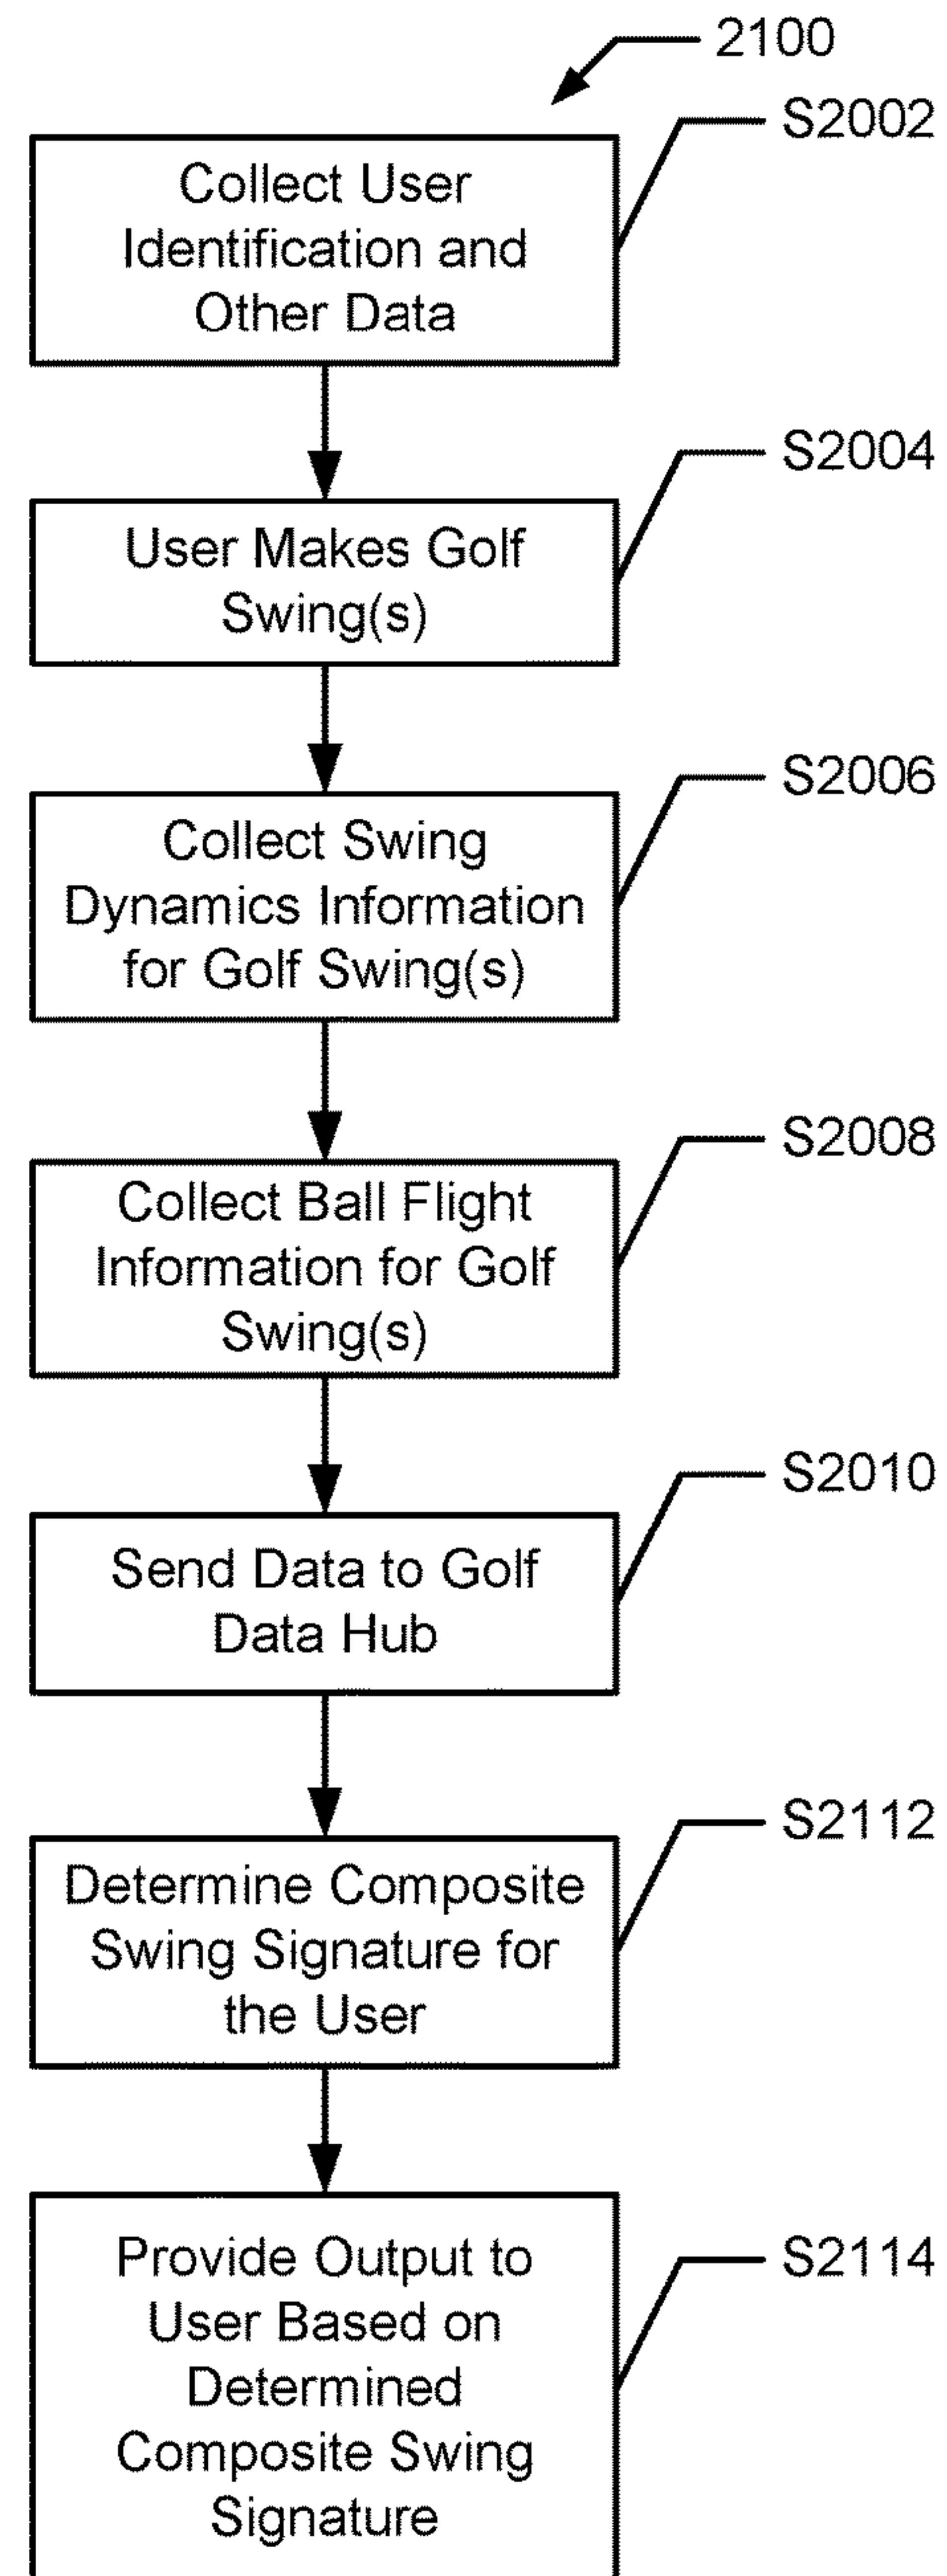 2100
S2002
Collect User
Identification and
Other Data
S2004
User Makes Golf
Swing(s)
S2006
Collect Swing
Dynamics Information
for Golf Swing(s)
S2008
Collect Ball Flight
Information for Golf
Swing(s)
S2010
Send Data to Golf
Data Hub
S2112
Determine Composite
Swing Signature for
the User
S2114
Provide Output to
User Based on
Determined
Composite Swing
Signature